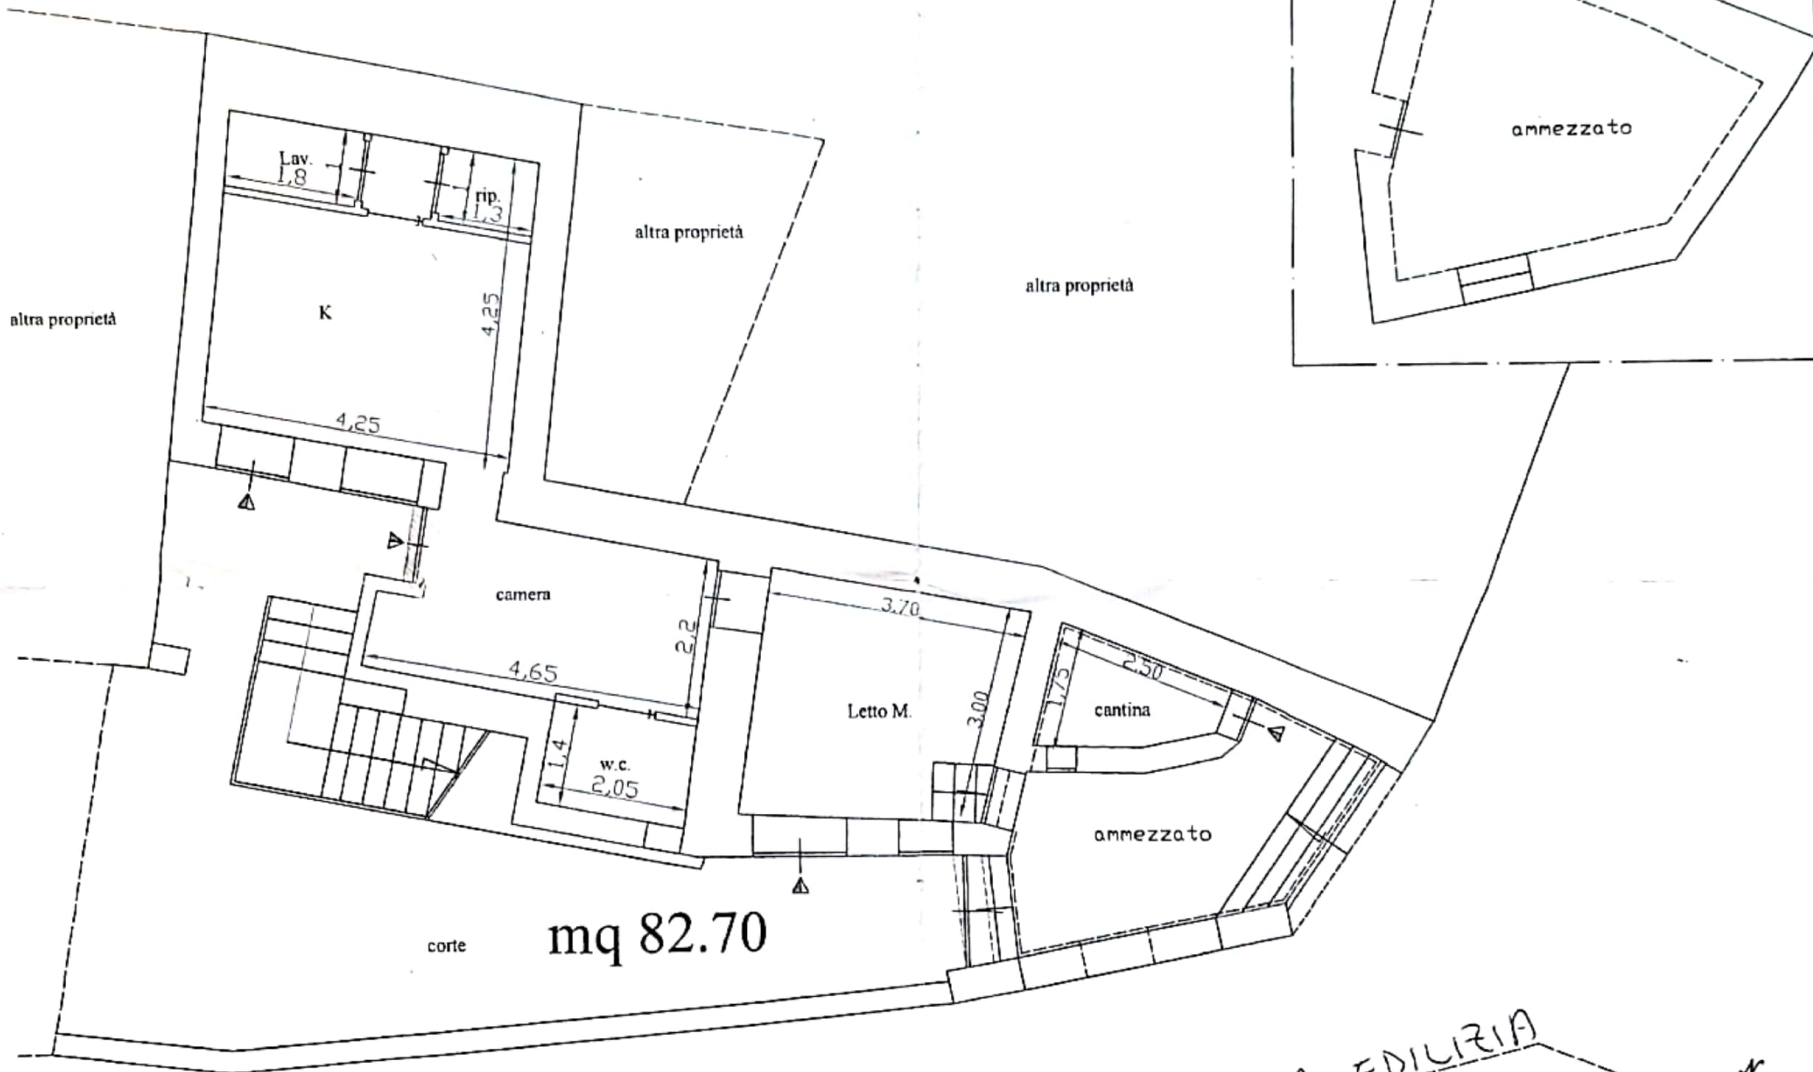 ammezzato
Lav.
1,8
rip.
1,3
altra proprietà
altra proprietà
altra proprietà
K
4,25
4,25
camera
2,2
4,65
3.70
Letto M.
3,00
2,50
1,75
cantina
1,4
w.c.
2,05
ammezzato
corte
mq 82.70
EDILIZIA